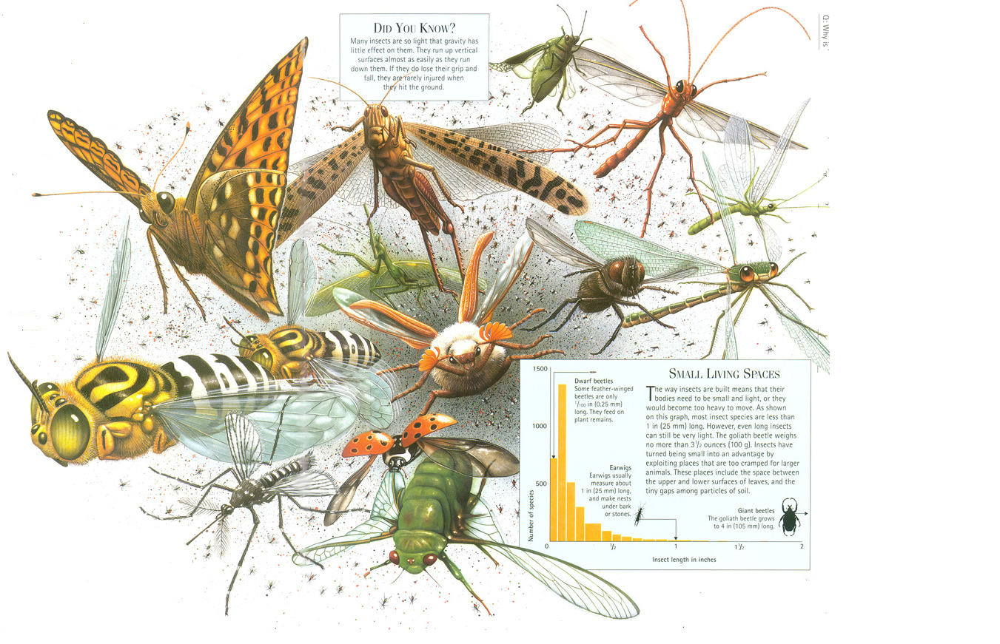 DID YOU KNOW?
Many insects are so light that gravity has
little effect on them. They run up vertical
surfaces almost as easily as they run
down them. If they do lose their grip and
fall, they are rarely injured when
they hit the ground.
Q: Why is
SMALL LIVING SPACES
The way insects are built means that their
bodies need to be small and light, or they
would become too heavy to move. As shown
on this graph, most insect species are less than
1 in (25 mm) long. However, even long insects
can still be very light. The goliath beetle weighs
no more than 3 1/2 ounces (100 g). Insects have
turned being small into an advantage by
exploiting places that are too cramped for larger
animals. These places include the space between
the upper and lower surfaces of leaves, and the
tiny gaps among particles of soil.
1500
1000
500
0
Number of species
Dwarf beetles
Some feather-winged
beetles are only
1/100 in (0.25 mm)
long. They feed on
plant remains.
Earwigs
Earwigs usually
measure about
1 in (25 mm) long,
and make nests
under bark
or stones.
Giant beetles
The goliath beetle grows
to 4 in (105 mm) long.
1/2
1
1 1/2
2
Insect length in inches